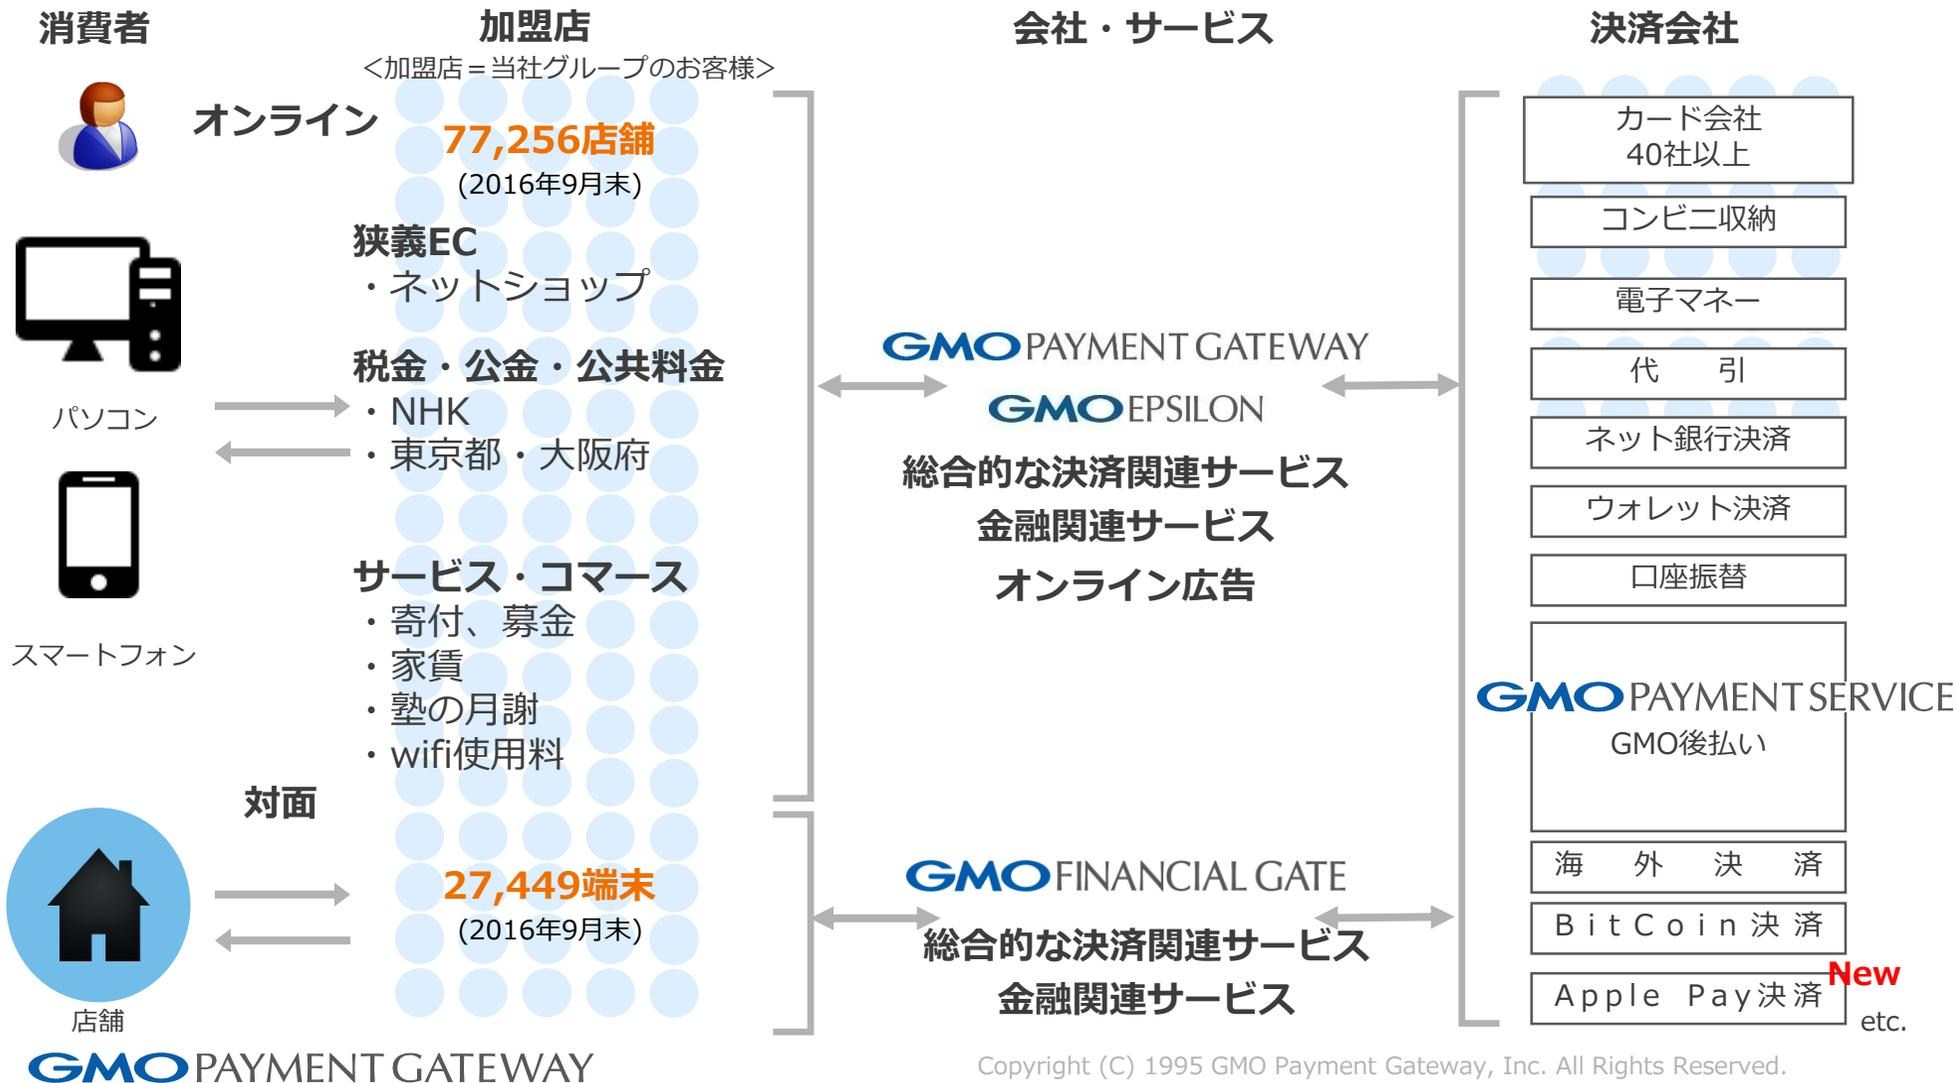 消費者
加盟店
会社・サービス
決済会社
＜加盟店＝当社グループのお客様＞
オンライン
77,256店舗
(2016年9月末)
狭義EC
・ネットショップ
税金・公金・公共料金
・NHK
・東京都・大阪府
サービス・コマース
・寄付、募金
・家賃
・塾の月謝
・wifi使用料
パソコン
スマートフォン
対面
27,449端末
(2016年9月末)
店舗
GMO PAYMENT GATEWAY
GMO EPSILON
総合的な決済関連サービス
金融関連サービス
オンライン広告
GMO FINANCIAL GATE
総合的な決済関連サービス
金融関連サービス
カード会社
40社以上
コンビニ収納
電子マネー
代　引
ネット銀行決済
ウォレット決済
口座振替
GMO PAYMENT SERVICE
GMO後払い
海　外　決　済
BitCoin決済
New
Apple Pay決済
etc.
GMO PAYMENT GATEWAY
Copyright (C) 1995 GMO Payment Gateway, Inc. All Rights Reserved.